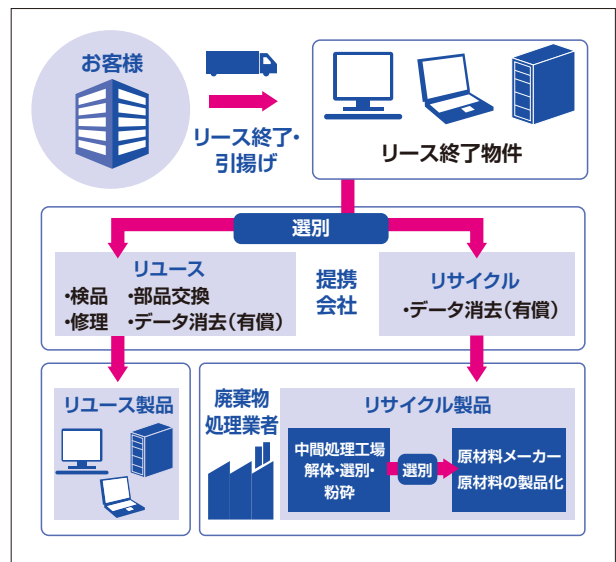 お客様
リース終了・
引揚げ
リース終了物件
選別
リユース
・検品 ・部品交換
・修理 ・データ消去(有償)
提携
会社
リサイクル
・データ消去(有償)
リユース製品
廃棄物
処理業者
リサイクル製品
中間処理工場
解体・選別・
粉砕
選別
原材料メーカー
原材料の製品化